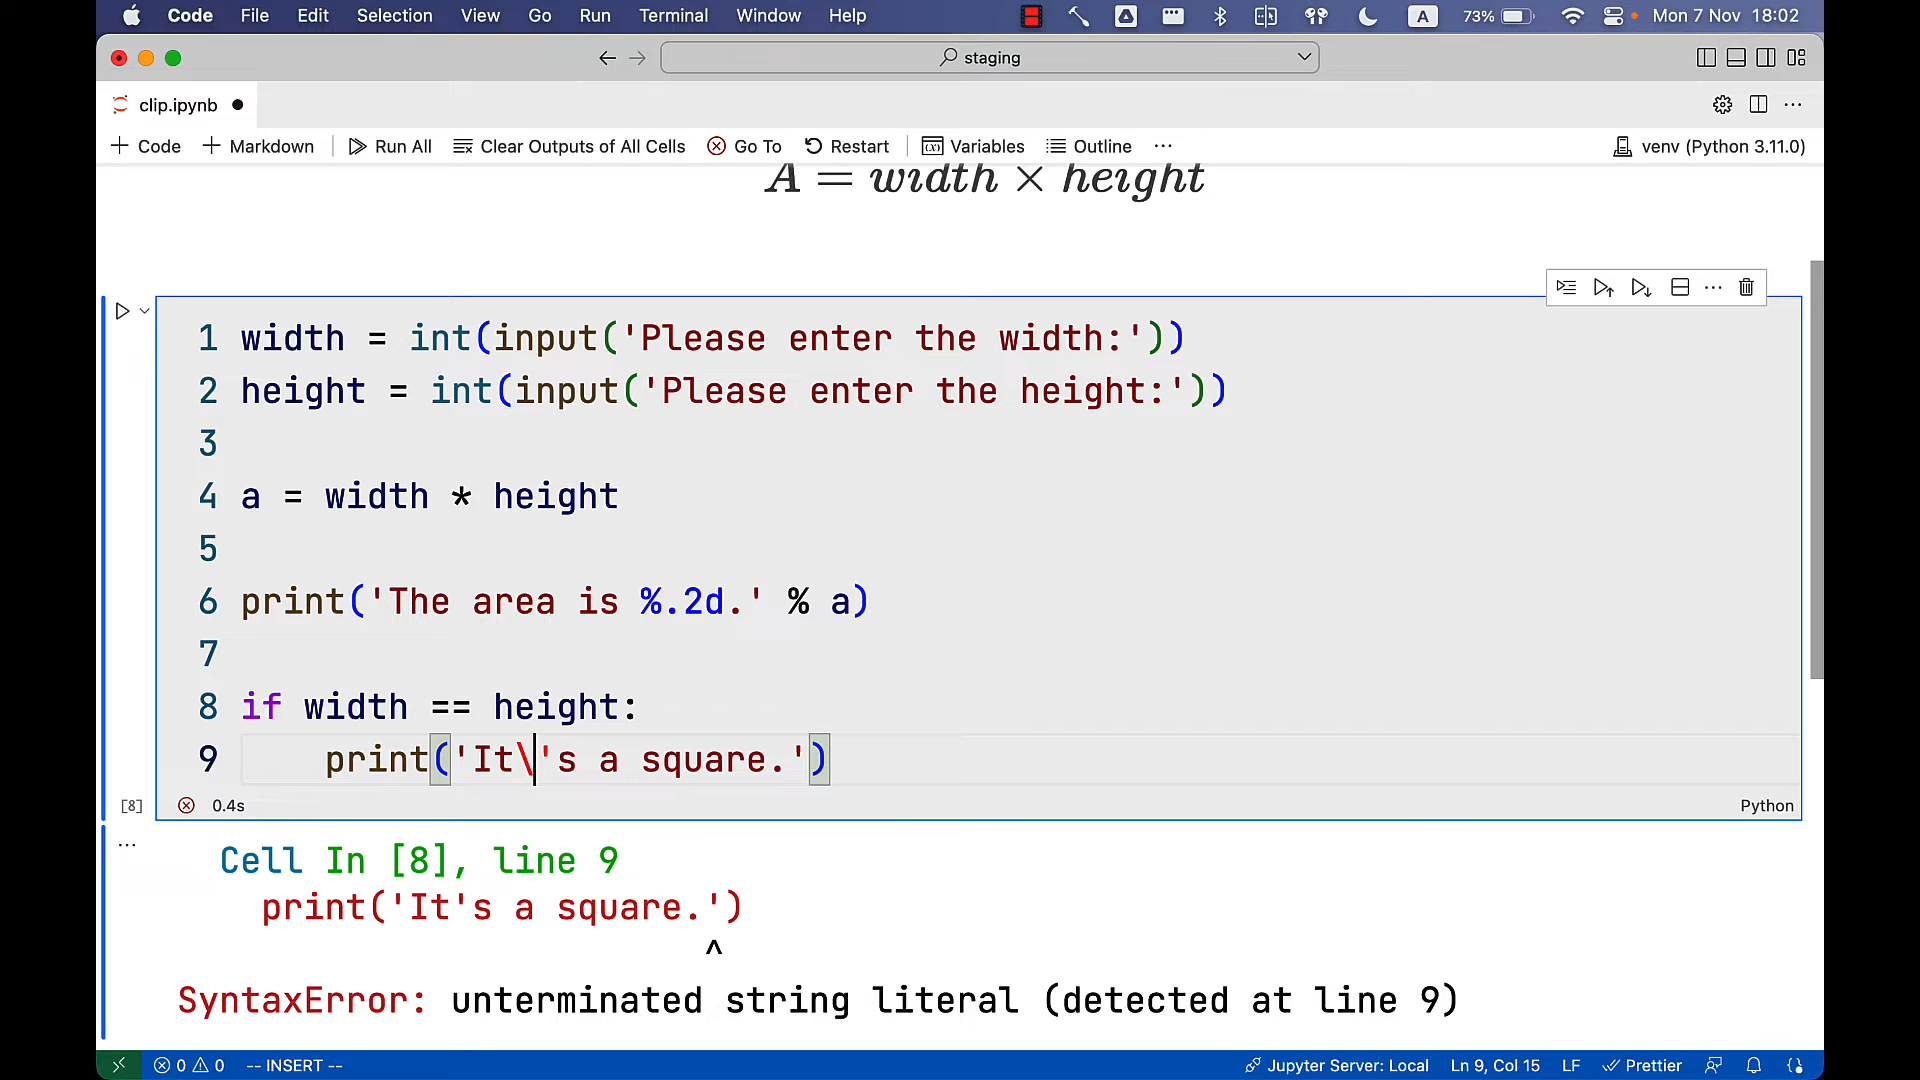 Code File Edit Selection View Go Run Terminal Window Help A 73% Mon 7 Nov 18:02
staging
clip.ipynb
Code Markdown Run All Clear Outputs of All Cells Go To Restart Variables Outline ... venv (Python 3.11.0)
A = width × height
1 width = int(input('Please enter the width:'))
2 height = int(input('Please enter the height:'))
3
4 a = width * height
5
6 print('The area is %.2d.' % a)
7
8 if width == height:
9 print('It\'s a square.')
[8] 0.4s Python
Cell In [8], line 9
print('It's a square.')
^
SyntaxError: unterminated string literal (detected at line 9)
0 0 -- INSERT -- Jupyter Server: Local Ln 9, Col 15 LF Prettier